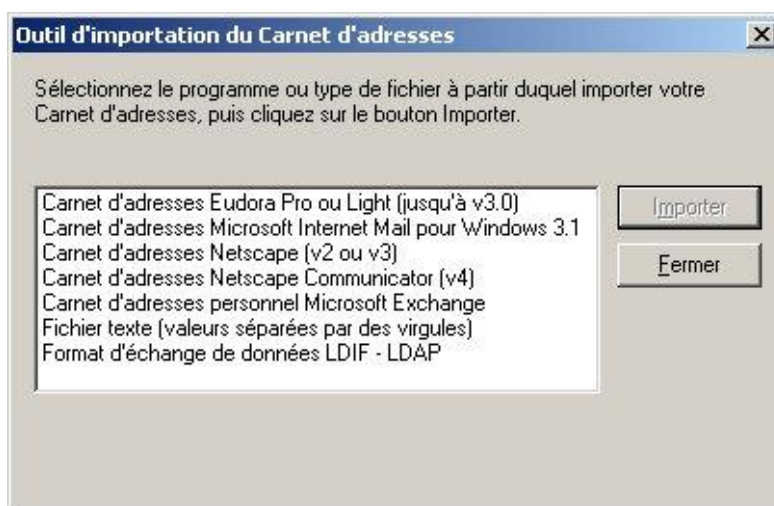 Outil d'importation du Carnet d'adresses
Sélectionnez le programme ou type de fichier à partir duquel importer votre
Carnet d'adresses, puis cliquez sur le bouton Importer.
Carnet d'adresses Eudora Pro ou Light (jusqu'à v3.0)
Carnet d'adresses Microsoft Internet Mail pour Windows 3.1
Carnet d'adresses Netscape (v2 ou v3)
Carnet d'adresses Netscape Communicator (v4)
Carnet d'adresses personnel Microsoft Exchange
Fichier texte (valeurs séparées par des virgules)
Format d'échange de données LDIF - LDAP
Importer
Fermer